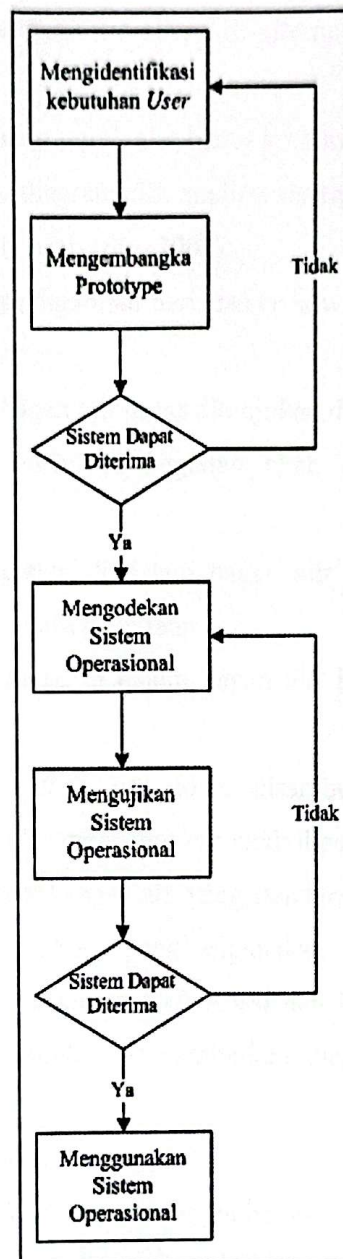 Mengidentifikasi
kebutuhan User
Mengembangka
Prototype
Tidak
Sistem Dapat
Diterima
Ya
Mengodekan
Sistem
Operasional
Mengujikan
Sistem
Operasional
Tidak
Sistem Dapat
Diterima
Ya
Menggunakan
Sistem
Operasional